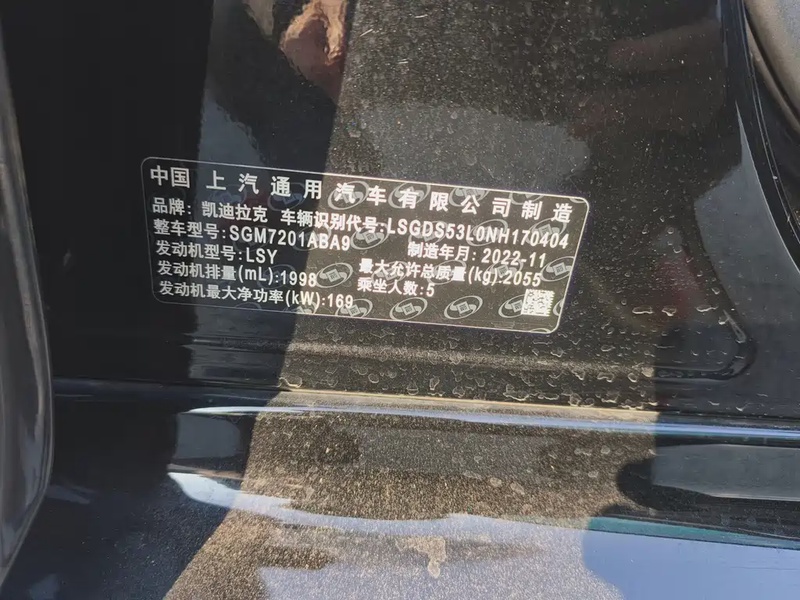 中国上汽通用汽车有限公司制造
品牌: 凯迪拉克 车辆识别代号:LSGDS53L0NH170404
整车型号:SGM7201ABA9 制造年月: 2022-11
发动机型号:LSY
发动机排量(mL):1998 最大允许总质量(kg):2055
发动机最大净功率(kW):169 乘坐人数:5